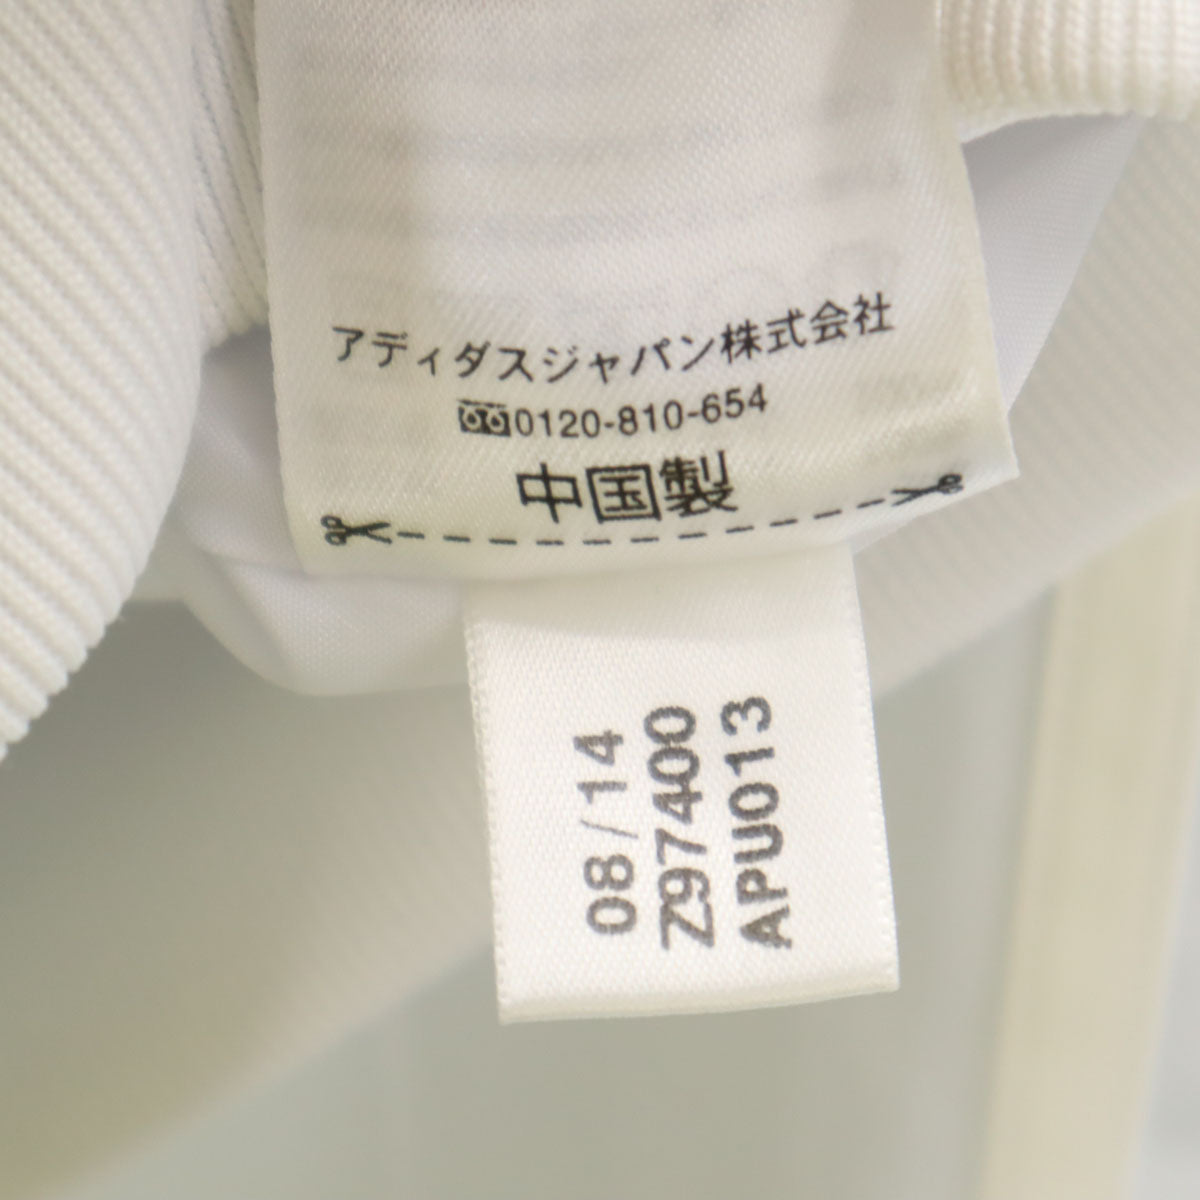 アディダスジャパン株式会社
0120-810-654
中国製
08/14
Z97400
APU013